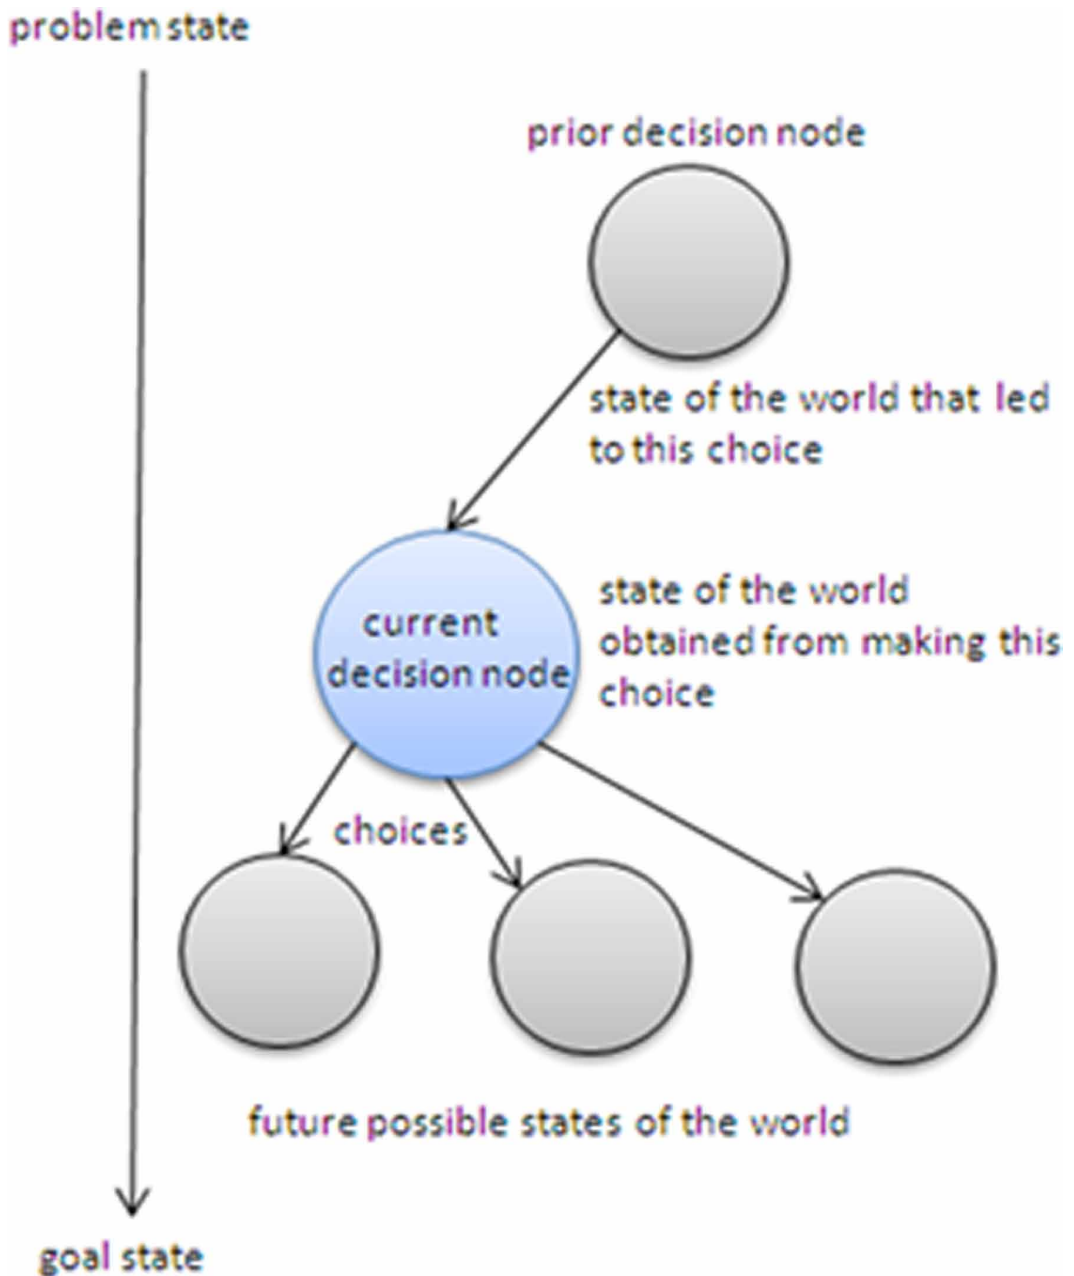 problem state
prior decision node
state of the world that led
to this choice
current
decision node
state of the world
obtained from making this
choice
choices
future possible states of the world
goal state